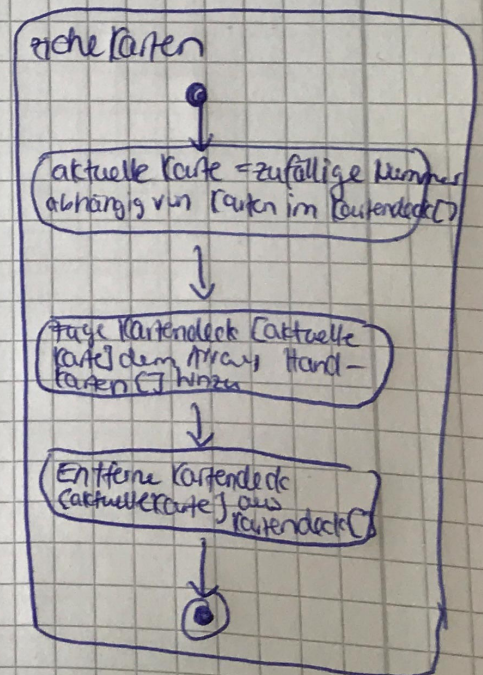 ziehe Karten
aktuelle Karte = zufällige Nummer
abhängig von Karten im Kartendeck[]
Füge Kartendeck [aktuelle
Karte] dem Array Hand-
karten [] hinzu
Entferne Kartendeck
[aktuelleKarte] aus
Kartendeck[]